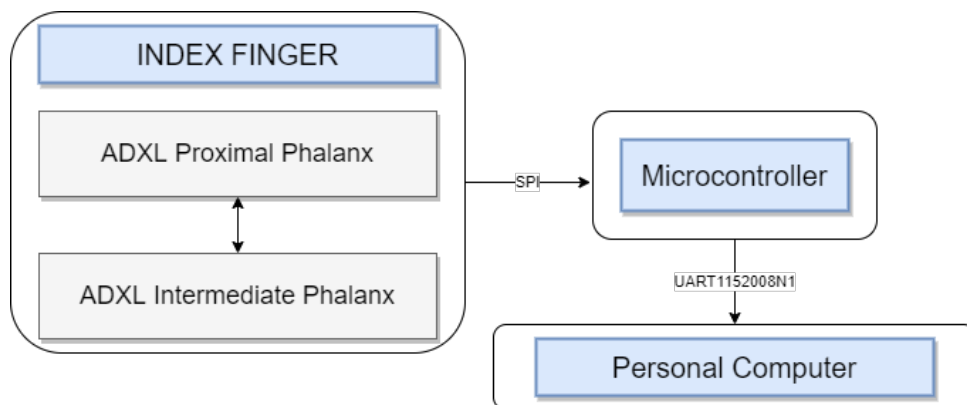 INDEX FINGER
ADXL Proximal Phalanx
ADXL Intermediate Phalanx
SPI
Microcontroller
UART1152008N1
Personal Computer